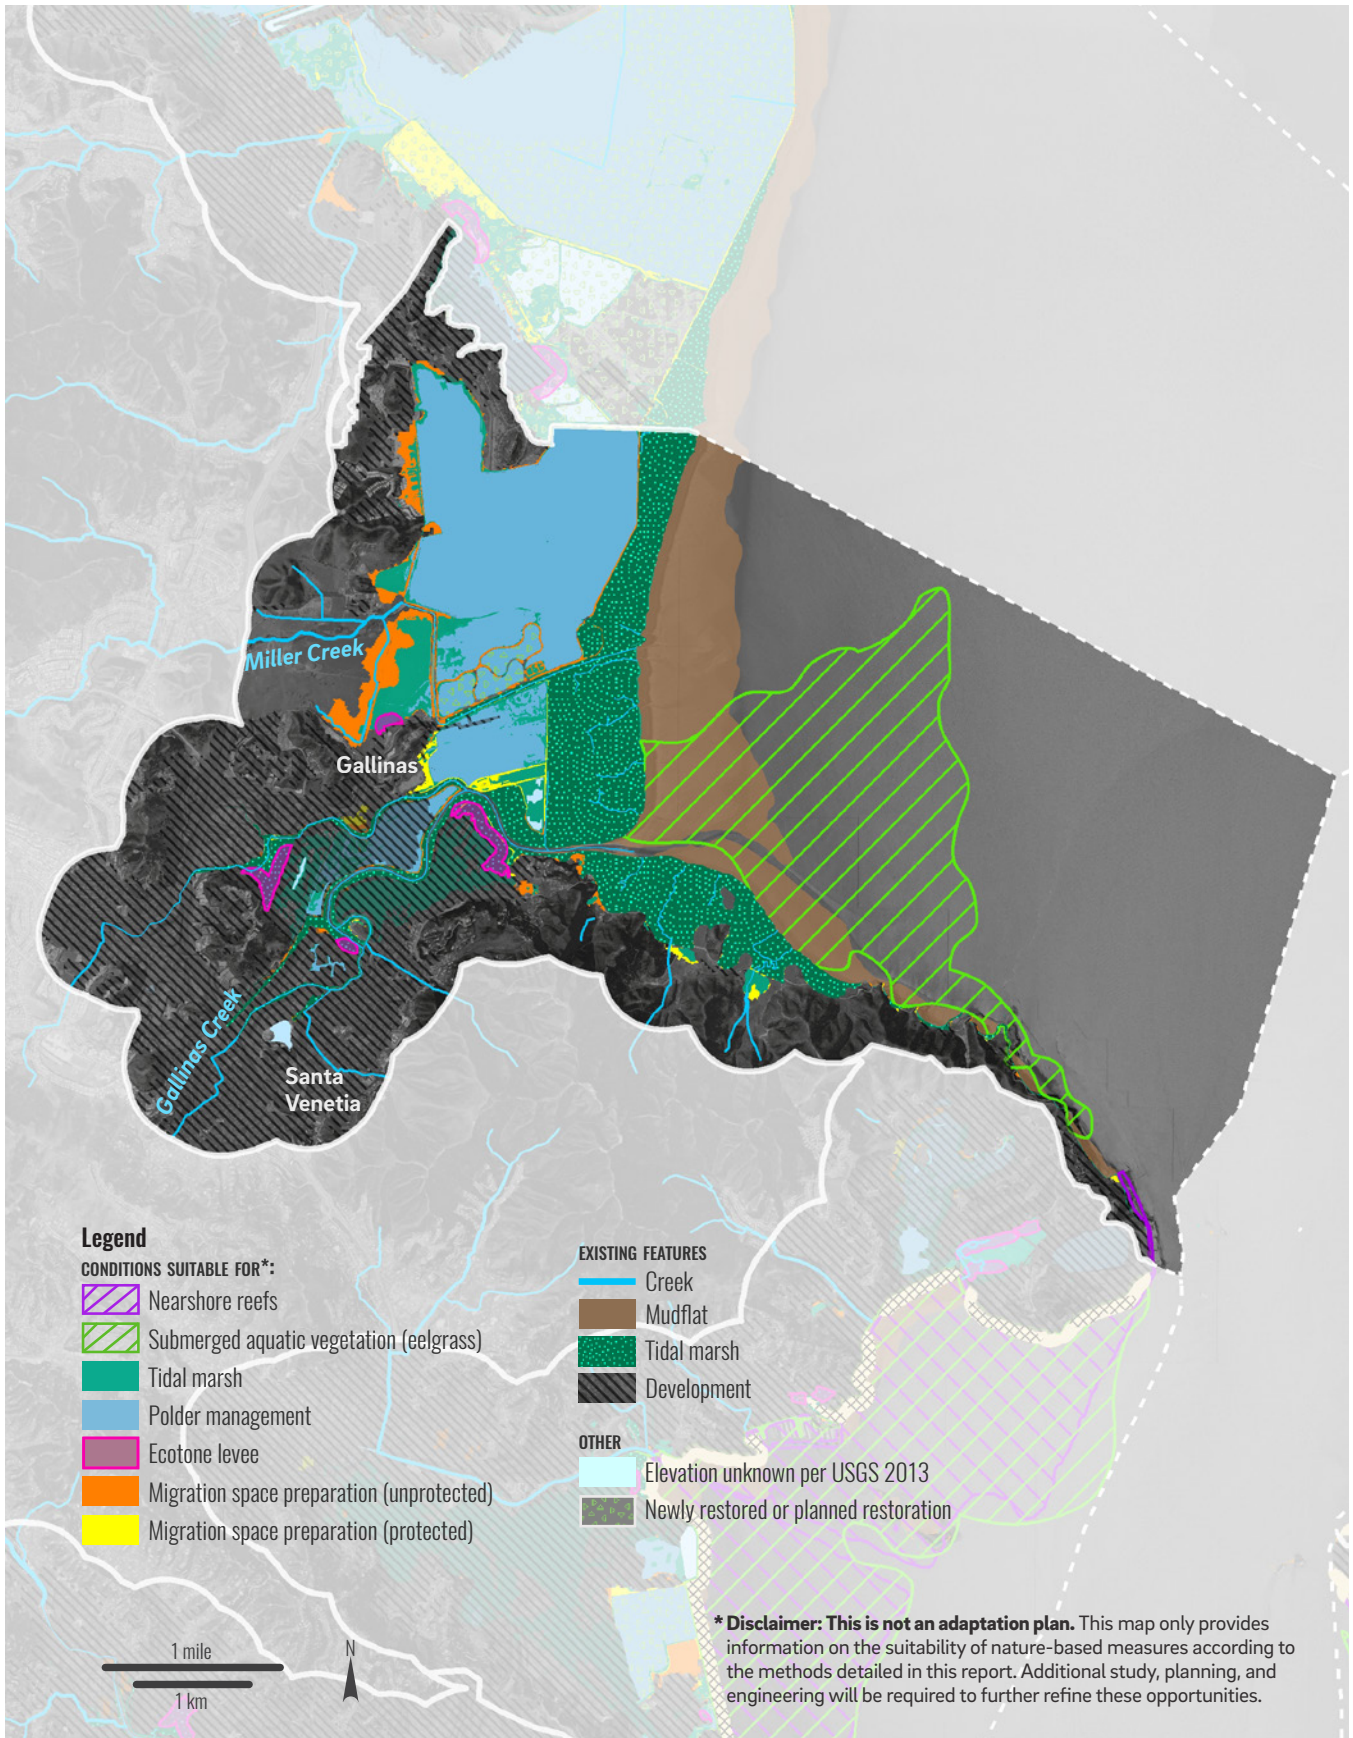 Miller Creek
Gallinas
Gallinas Creek
Santa
Venetia
Legend
CONDITIONS SUITABLE FOR*:
Nearshore reefs
Submerged aquatic vegetation (eelgrass)
Tidal marsh
Polder management
Ecotone levee
Migration space preparation (unprotected)
Migration space preparation (protected)
EXISTING FEATURES
Creek
Mudflat
Tidal marsh
Development
OTHER
Elevation unknown per USGS 2013
Newly restored or planned restoration
1 mile
1 km
N
* Disclaimer: This is not an adaptation plan. This map only provides
information on the suitability of nature-based measures according to
the methods detailed in this report. Additional study, planning, and
engineering will be required to further refine these opportunities.